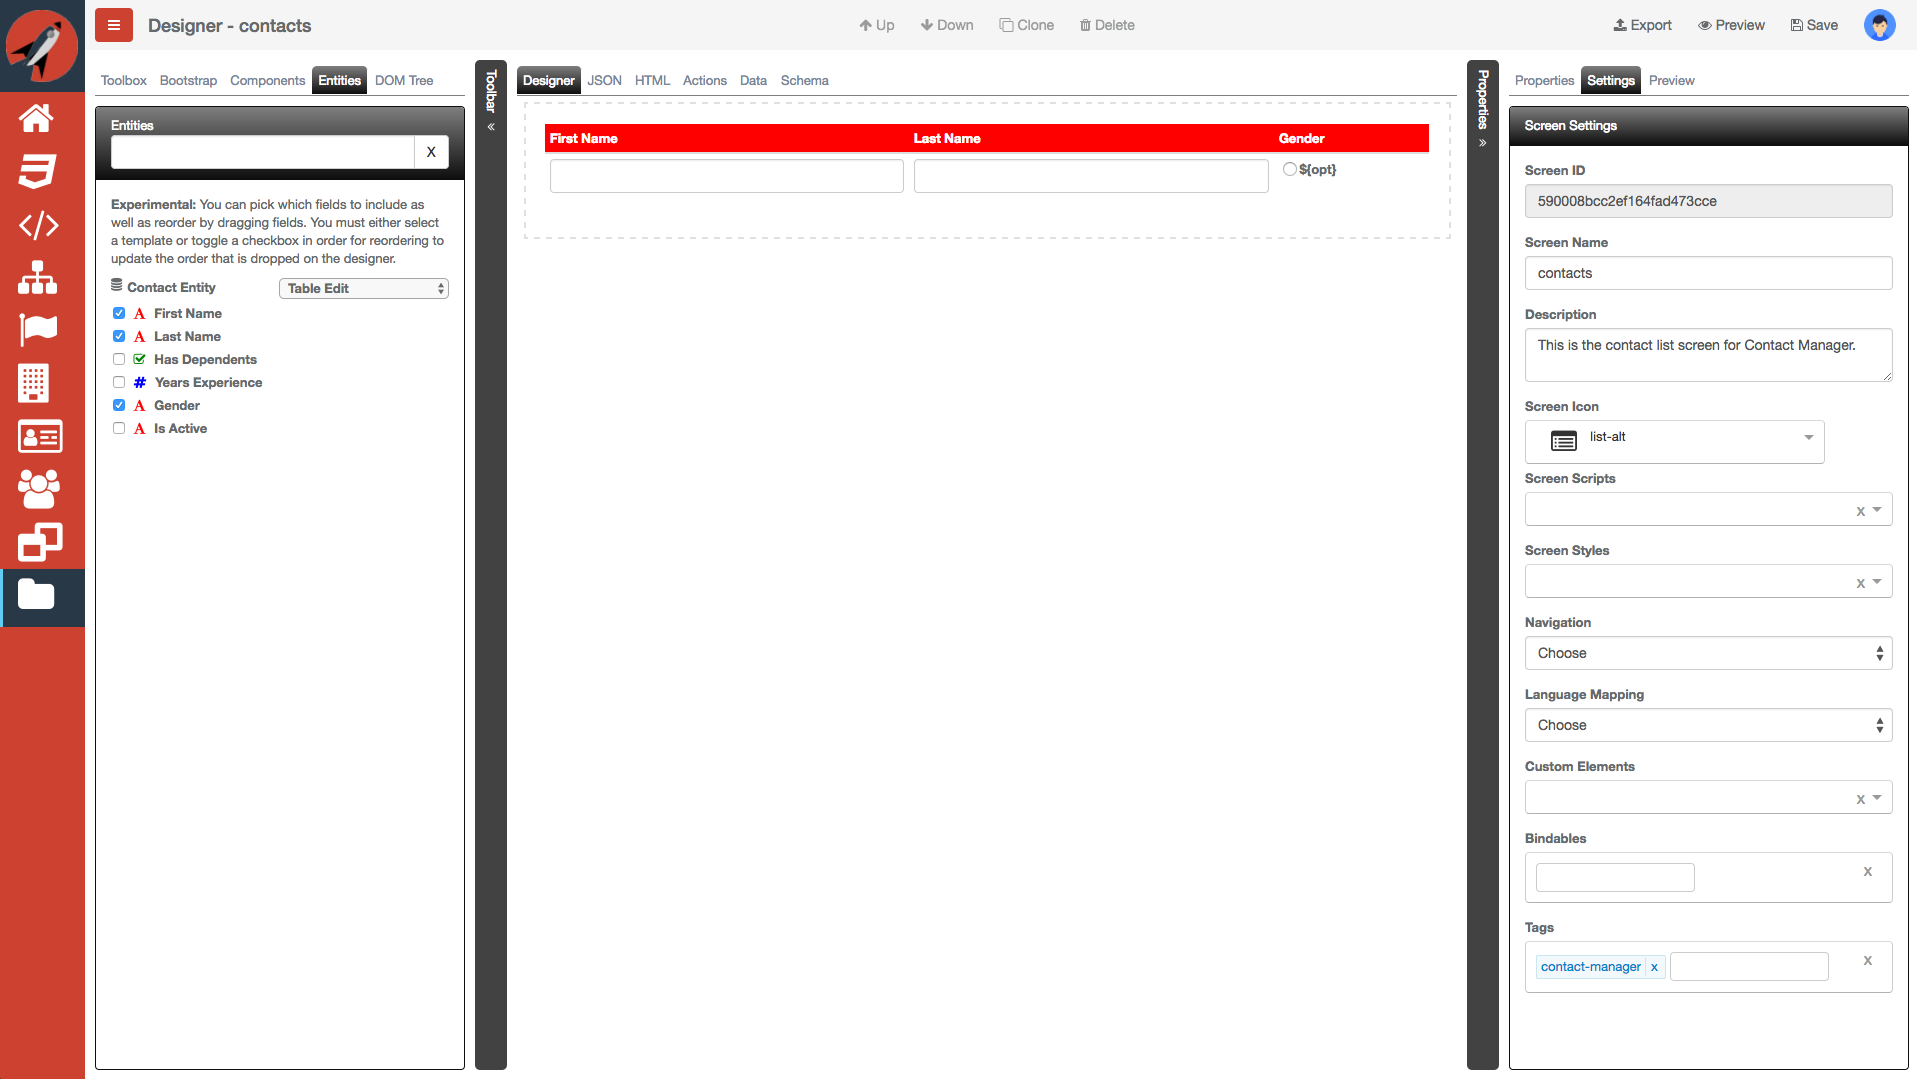 Designer - contacts
Up
Down
Clone
Delete
Export
Preview
Save
Toolbox
Bootstrap
Components
Entities
DOM Tree
Entities
X
Experimental: You can pick which fields to include as
well as reorder by dragging fields. You must either select
a template or toggle a checkbox in order for reordering to
update the order that is dropped on the designer.
Contact Entity
Table Edit
A First Name
A Last Name
Has Dependents
# Years Experience
A Gender
A Is Active
Toolbar «
Designer
JSON
HTML
Actions
Data
Schema
First Name
Last Name
Gender
${opt}
Properties »
Properties
Settings
Preview
Screen Settings
Screen ID
590008bcc2ef164fad473cce
Screen Name
contacts
Description
This is the contact list screen for Contact Manager.
Screen Icon
list-alt
Screen Scripts
x
Screen Styles
x
Navigation
Choose
Language Mapping
Choose
Custom Elements
x
Bindables
x
Tags
contact-manager x
x